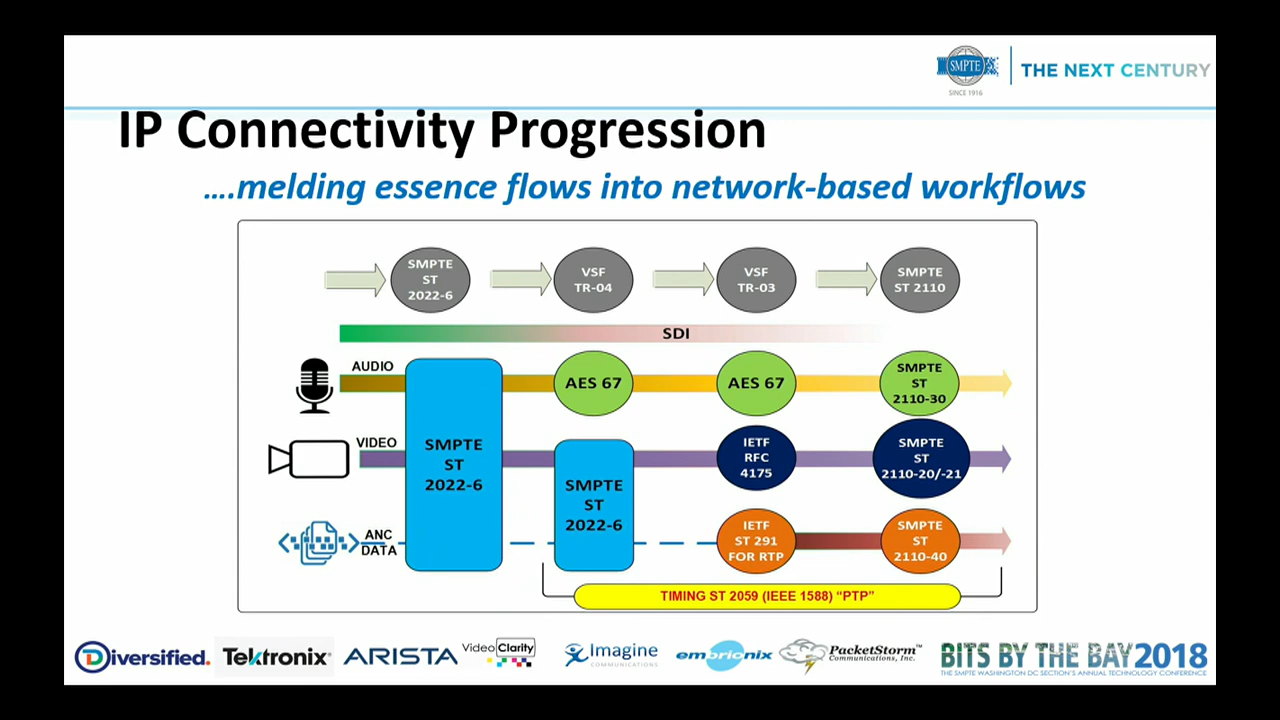 SMPTE
SINCE 1916
THE NEXT CENTURY
IP Connectivity Progression
....melding essence flows into network-based workflows
SMPTE
ST
2022-6
VSF
TR-04
VSF
TR-03
SMPTE
ST 2110
SDI
AUDIO
AES 67
AES 67
SMPTE
ST
2110-30
VIDEO
SMPTE
ST
2022-6
SMPTE
ST
2022-6
IETF
RFC
4175
SMPTE
ST
2110-20/-21
ANC
DATA
IETF
ST 291
FOR RTP
SMPTE
ST
2110-40
TIMING ST 2059 (IEEE 1588) “PTP”
Diversified.
Tektronix
ARISTA
Video Clarity
Imagine
COMMUNICATIONS
embrionix
PacketStorm
Communications, Inc.
BITS BY THE BAY 2018
THE SMPTE WASHINGTON DC SECTION'S ANNUAL TECHNOLOGY CONFERENCE